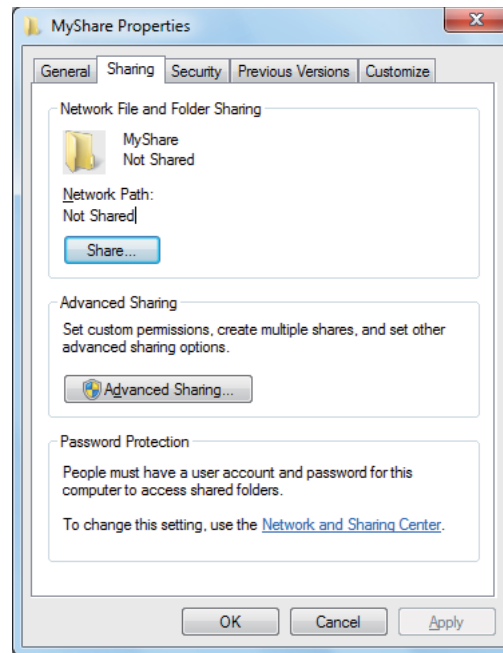 MyShare Properties
General Sharing Security Previous Versions Customize
Network File and Folder Sharing
MyShare
Not Shared
Network Path:
Not Shared
Share...
Advanced Sharing
Set custom permissions, create multiple shares, and set other
advanced sharing options.
Advanced Sharing...
Password Protection
People must have a user account and password for this
computer to access shared folders.
To change this setting, use the Network and Sharing Center.
OK Cancel Apply